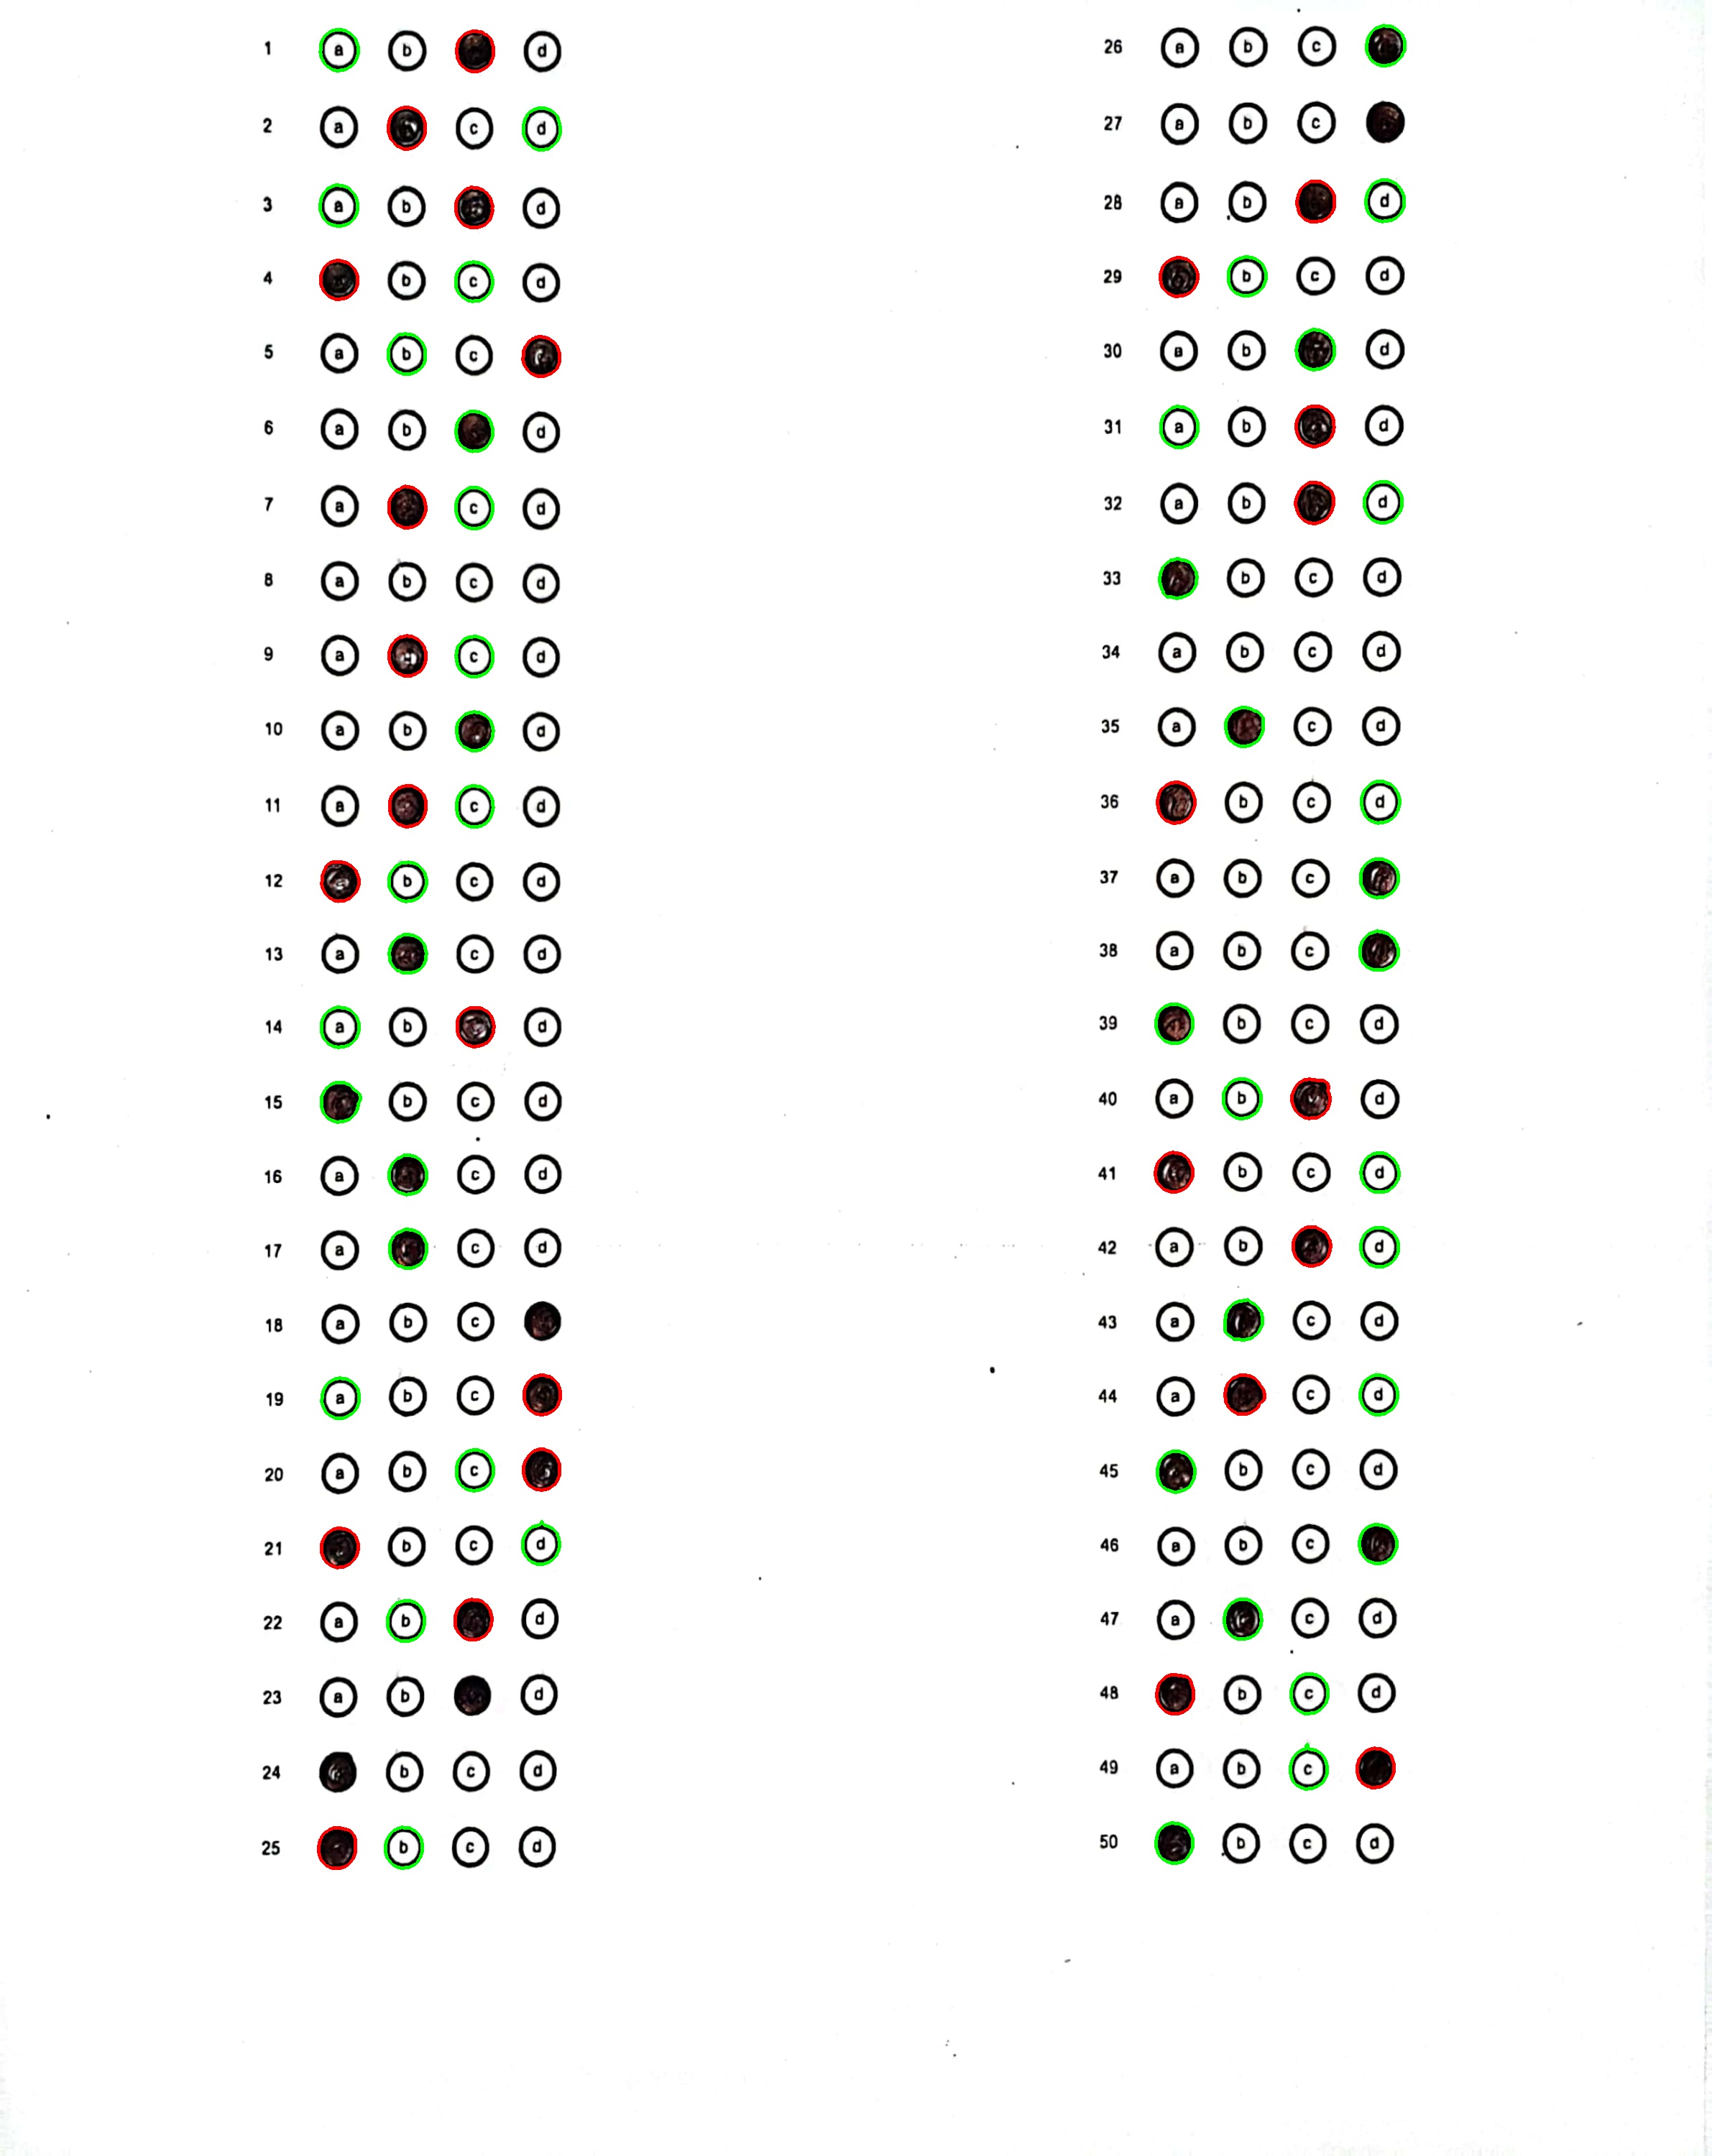 1 a b d
2 a c d
3 a b d
4 b c d
5 a b c
6 a b d
7 a c d
8 a b c d
9 a c d
10 a b d
11 a c d
12 b c d
13 a c d
14 a b d
15 b c d
16 a c d
17 a c d
18 a b c
19 a b c
20 a b c
21 b c d
22 a b d
23 a b d
24 b c d
25 b c d
26 a b c
27 a b c
28 a b d
29 b c d
30 a b d
31 a b d
32 a b d
33 b c d
34 a b c d
35 a c d
36 b c d
37 a b c
38 a b c
39 b c d
40 a b d
41 b c d
42 a b d
43 a c d
44 a c d
45 b c d
46 a b c
47 a c d
48 b c d
49 a b c
50 b c d